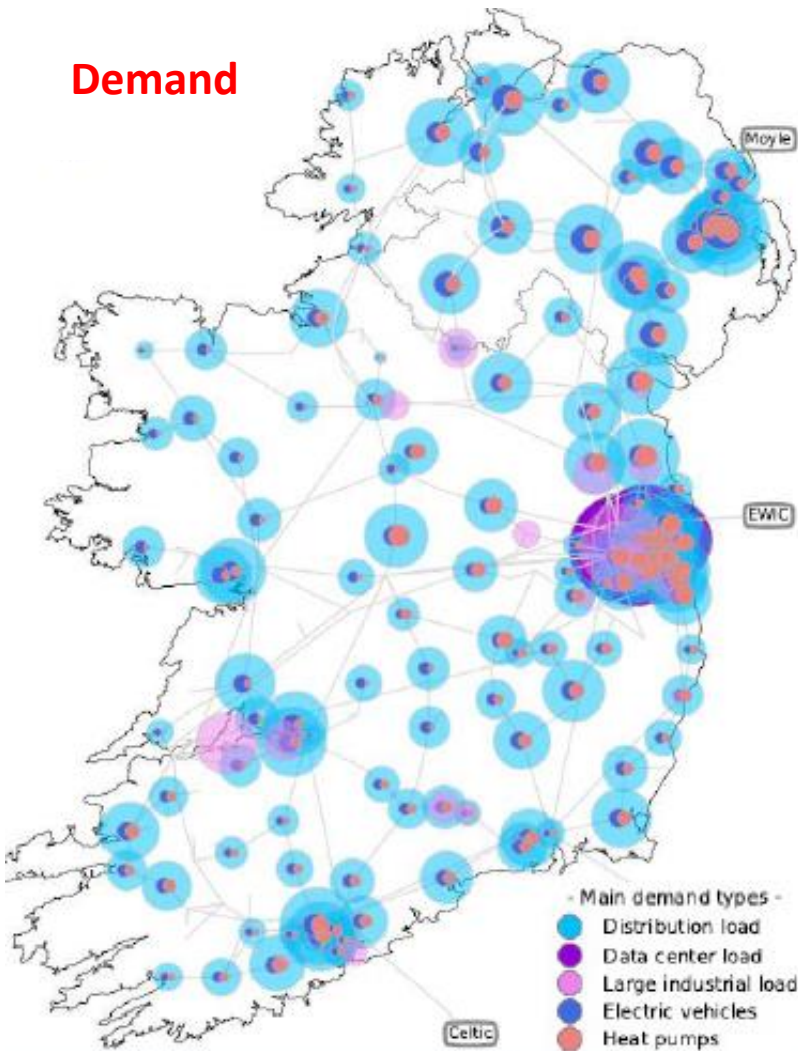 Demand
Moyle
EWIC
- Main demand types -
Distribution load
Data center load
Large industrial load
Electric vehicles
Heat pumps
Celtic